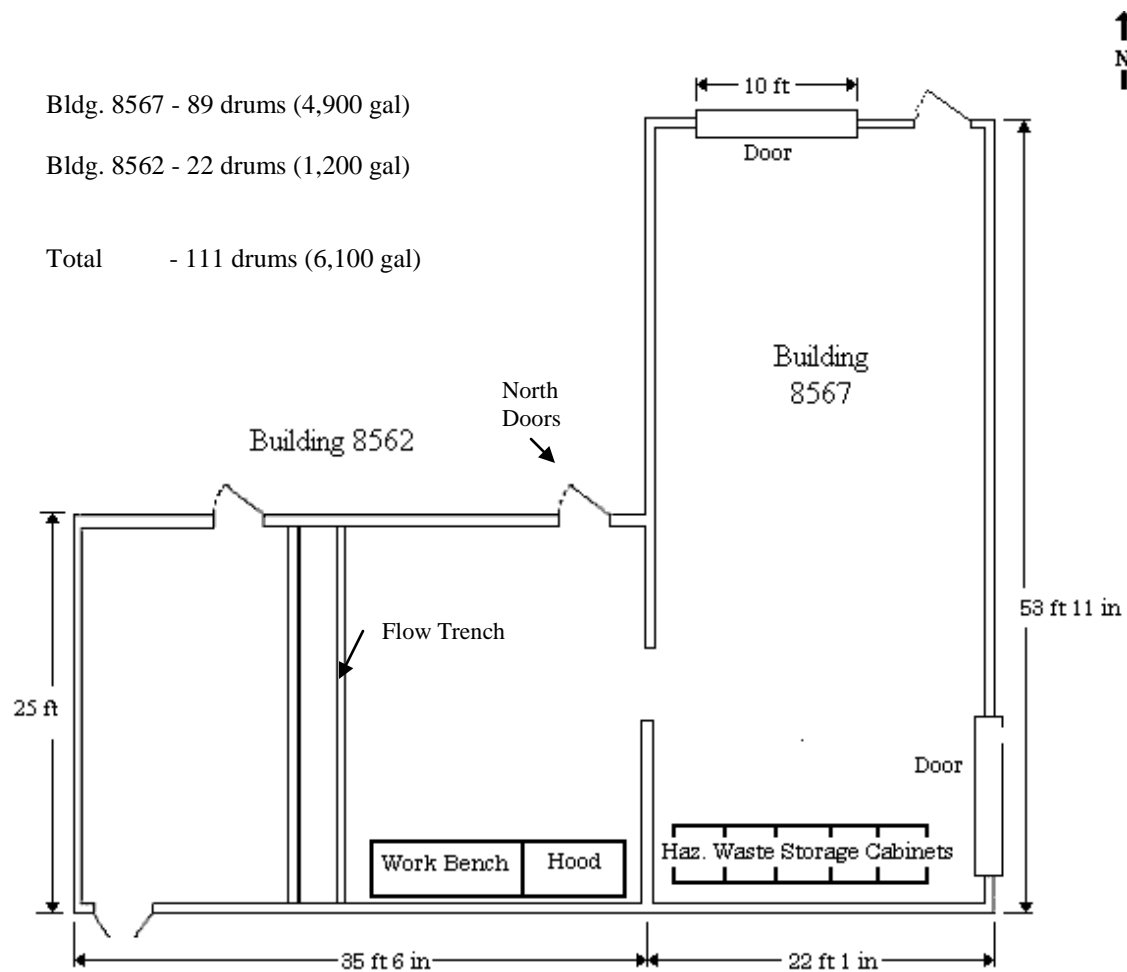 N
Bldg. 8567 - 89 drums (4,900 gal)
10 ft
Door
Bldg. 8562 - 22 drums (1,200 gal)
Total - 111 drums (6,100 gal)
Building
8567
North
Doors
Building 8562
53 ft 11 in
Flow Trench
25 ft
Door
Work Bench
Hood
Haz. Waste Storage Cabinets
35 ft 6 in
22 ft 1 in